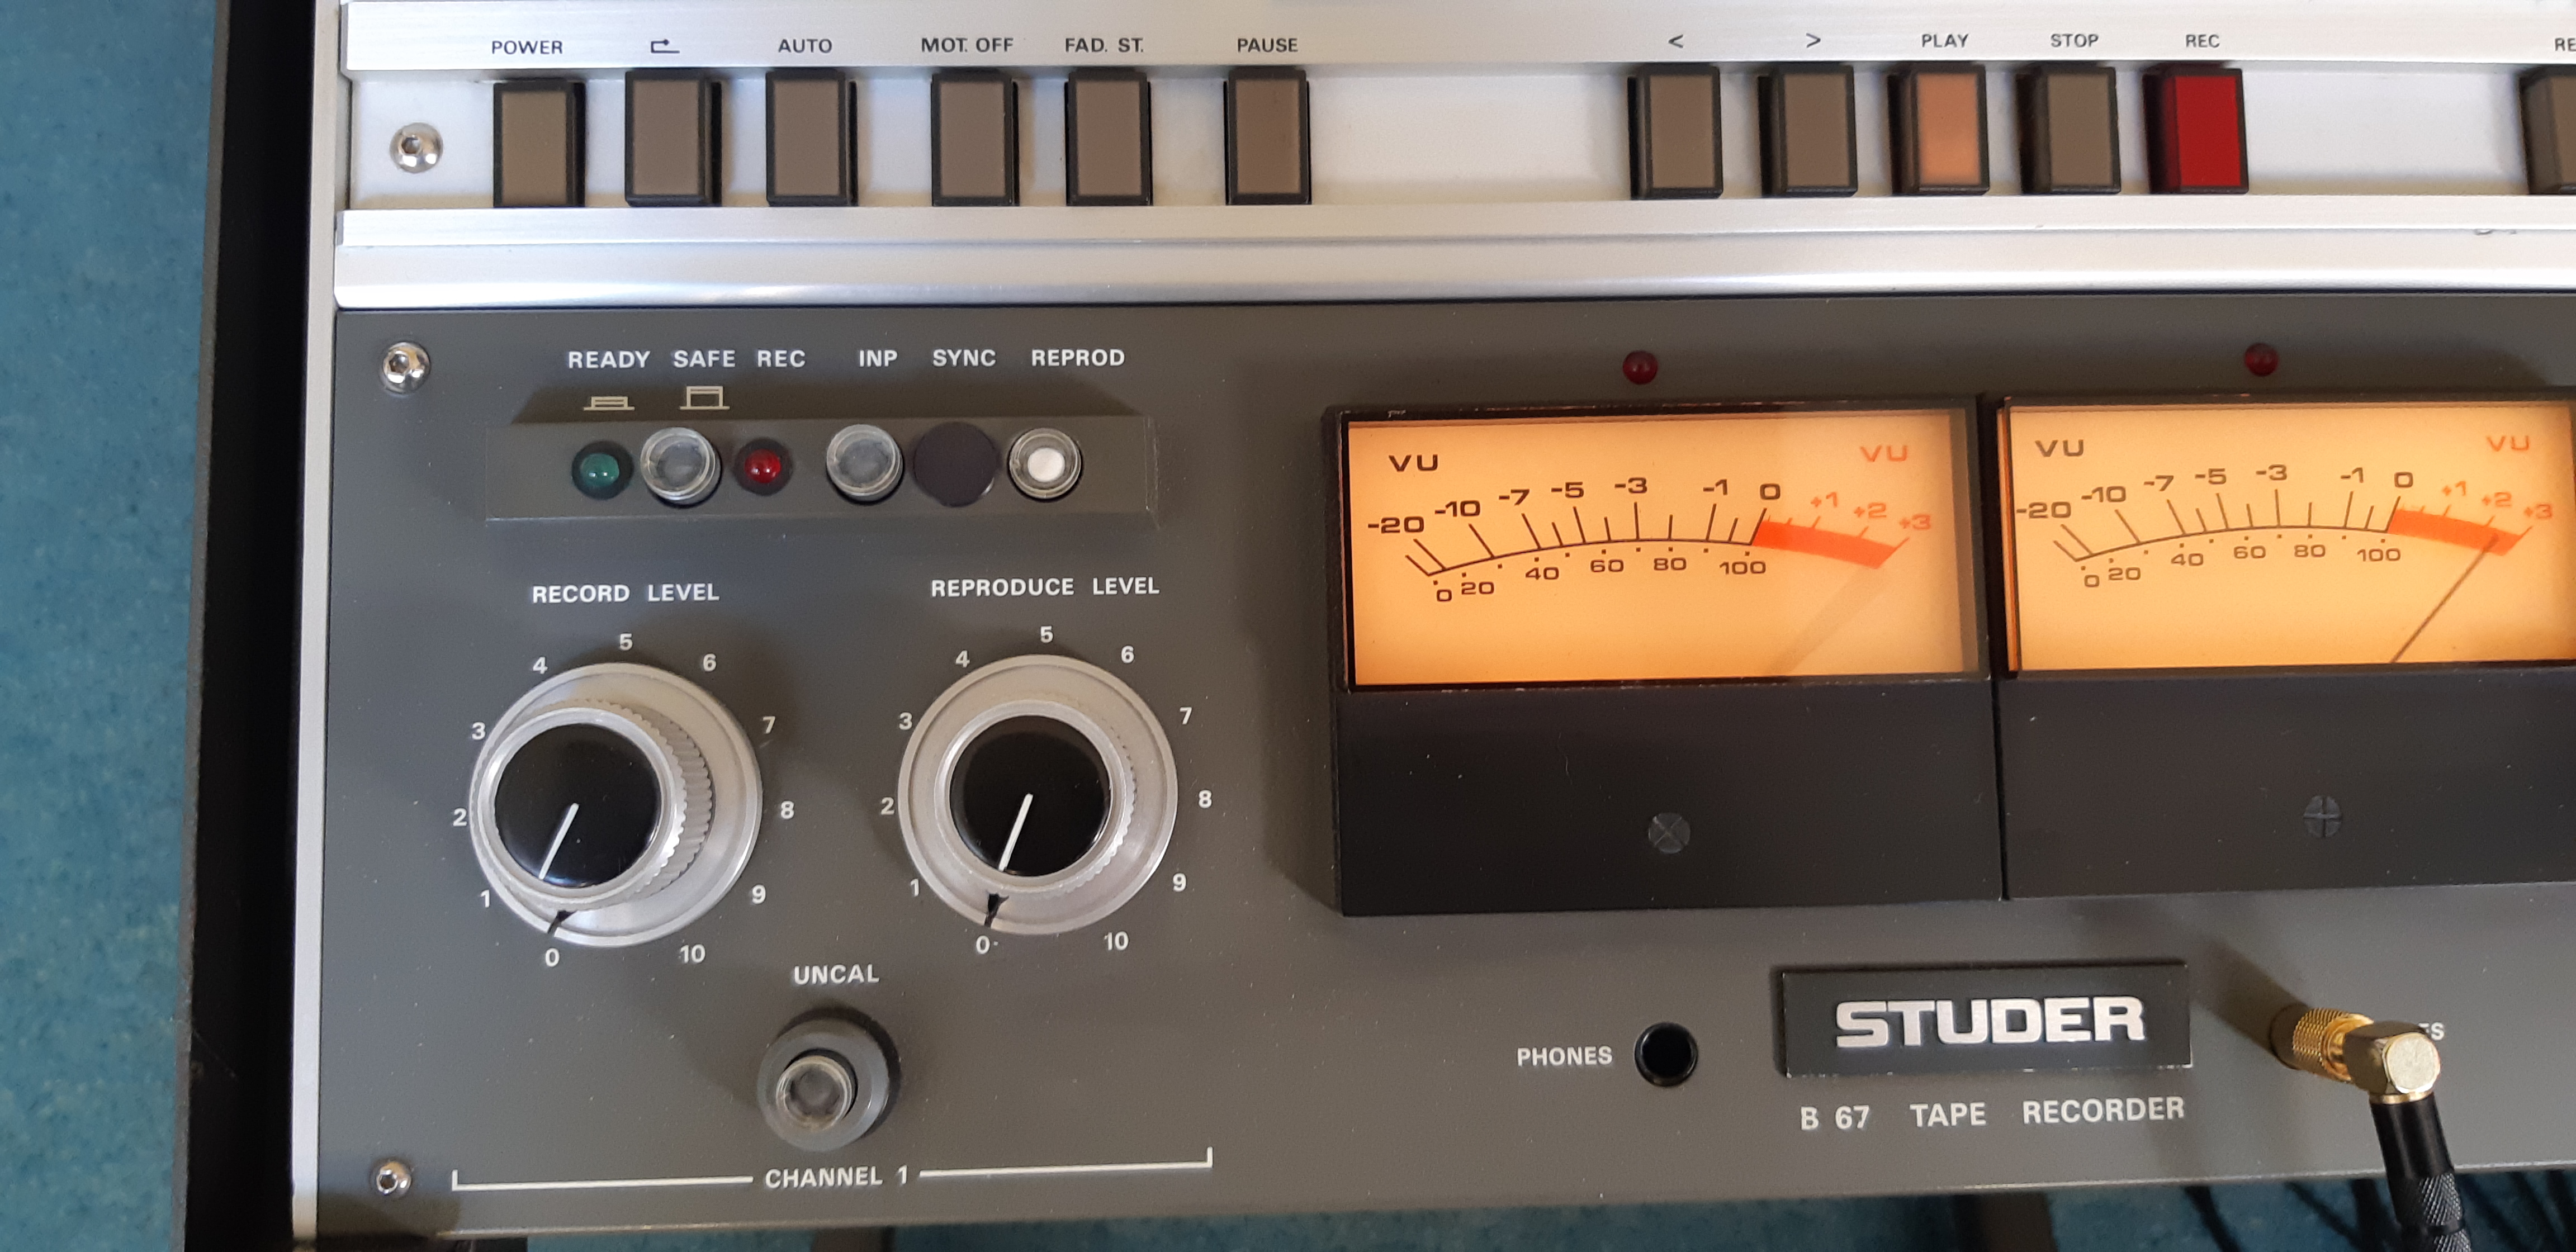 POWER AUTO MOT. OFF FAD. ST. PAUSE < > PLAY STOP REC RE
READY SAFE REC INP SYNC REPROD
RECORD LEVEL
0 1 2 3 4 5 6 7 8 9 10
REPRODUCE LEVEL
0 1 2 3 4 5 6 7 8 9 10
UNCAL
CHANNEL 1
VU VU
-20 -10 -7 -5 -3 -1 0 +1 +2 +3
0 20 40 60 80 100
VU VU
-20 -10 -7 -5 -3 -1 0 +1 +2 +3
0 20 40 60 80 100
PHONES
STUDER
B 67 TAPE RECORDER
ES